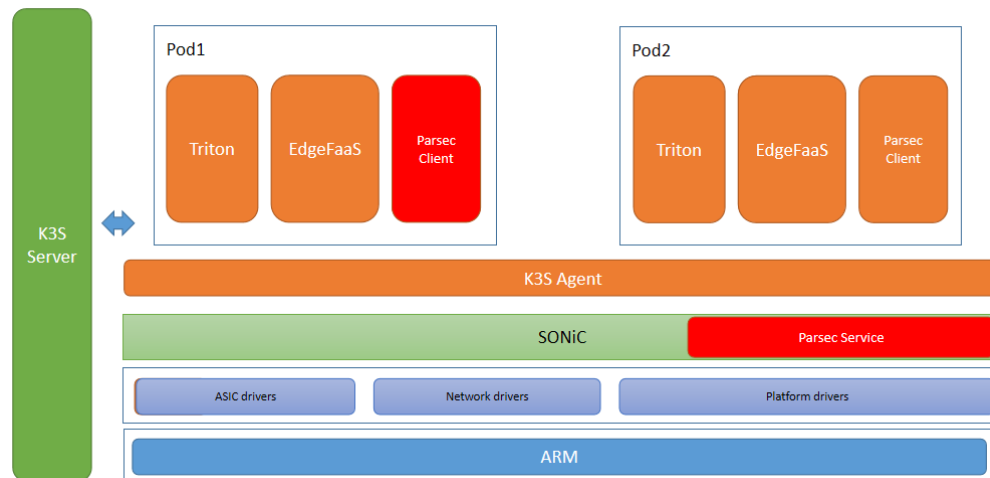 Pod1
Pod2
Triton
EdgeFaaS
Parsec
Client
Triton
EdgeFaaS
Parsec
Client
K3S
Server
K3S Agent
SONiC
Parsec Service
ASIC drivers
Network drivers
Platform drivers
ARM